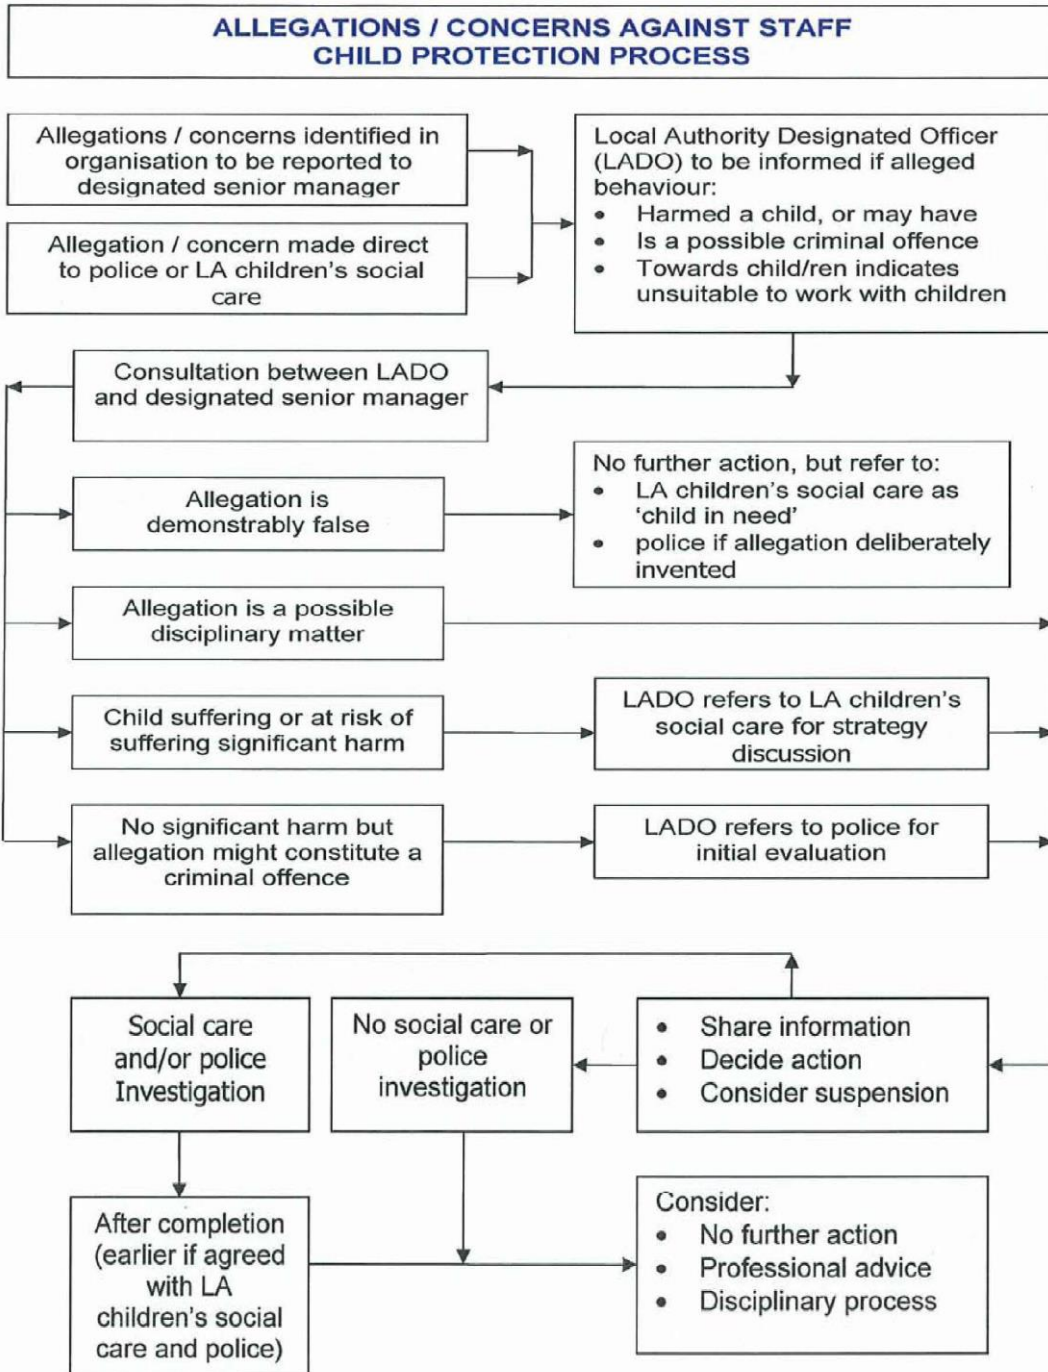 ALLEGATIONS / CONCERNS AGAINST STAFF
CHILD PROTECTION PROCESS
Allegations / concerns identified in
organisation to be reported to
designated senior manager
Allegation / concern made direct
to police or LA children's social
care
Local Authority Designated Officer
(LADO) to be informed if alleged
behaviour:
• Harmed a child, or may have
• Is a possible criminal offence
• Towards child/ren indicates
unsuitable to work with children
Consultation between LADO
and designated senior manager
Allegation is
demonstrably false
No further action, but refer to:
• LA children's social care as
‘child in need’
• police if allegation deliberately
invented
Allegation is a possible
disciplinary matter
Child suffering or at risk of
suffering significant harm
LADO refers to LA children's
social care for strategy
discussion
No significant harm but
allegation might constitute a
criminal offence
LADO refers to police for
initial evaluation
Social care
and/or police
Investigation
No social care or
police
investigation
• Share information
• Decide action
• Consider suspension
After completion
(earlier if agreed
with LA
children's social
care and police)
Consider:
• No further action
• Professional advice
• Disciplinary process